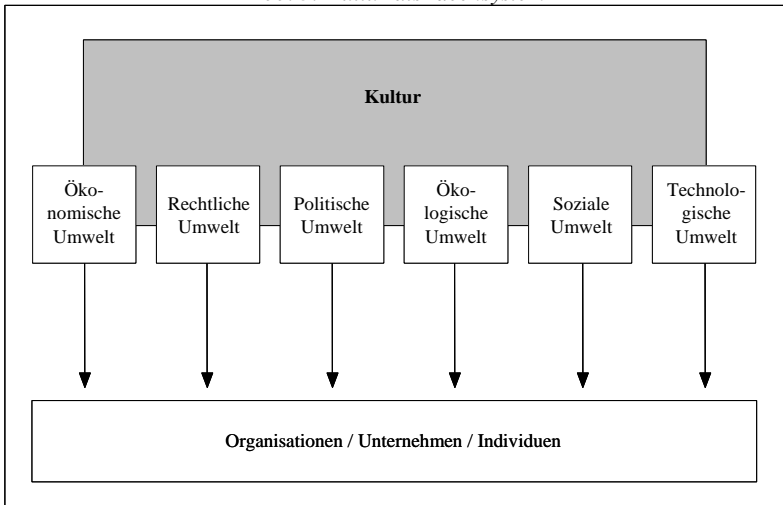 Kultur
Öko-
nomische
Umwelt
Rechtliche
Umwelt
Politische
Umwelt
Öko-
logische
Umwelt
Soziale
Umwelt
Technolo-
gische
Umwelt
Organisationen / Unternehmen / Individuen